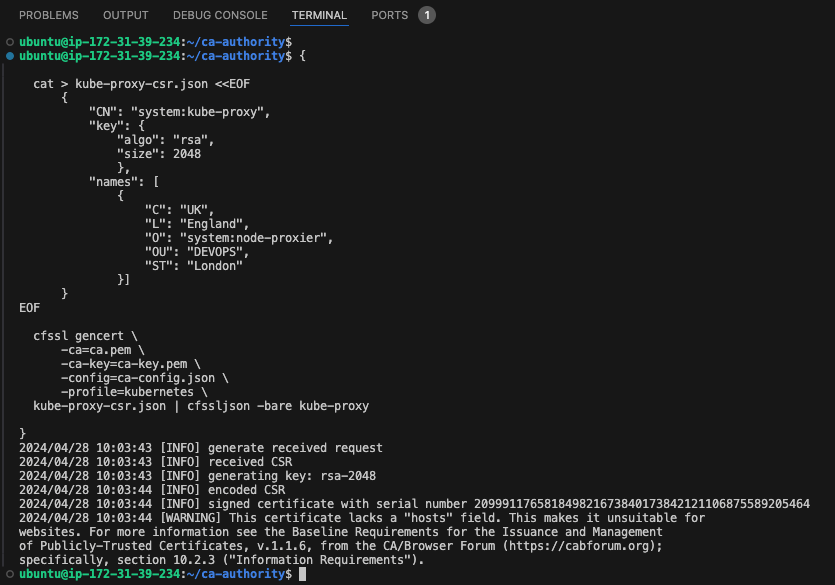 PROBLEMS OUTPUT DEBUG CONSOLE TERMINAL PORTS 1
ubuntu@ip-172-31-39-234:~/ca-authority$
ubuntu@ip-172-31-39-234:~/ca-authority$ {
cat > kube-proxy-csr.json <<EOF
{
"CN": "system:kube-proxy",
"key": {
"algo": "rsa",
"size": 2048
},
"names": [
{
"C": "UK",
"L": "England",
"O": "system:node-proxier",
"OU": "DEVOPS",
"ST": "London"
}]
}
EOF
cfssl gencert \
-ca=ca.pem \
-ca-key=ca-key.pem \
-config=ca-config.json \
-profile=kubernetes \
kube-proxy-csr.json | cfssljson -bare kube-proxy
}
2024/04/28 10:03:43 [INFO] generate received request
2024/04/28 10:03:43 [INFO] received CSR
2024/04/28 10:03:43 [INFO] generating key: rsa-2048
2024/04/28 10:03:44 [INFO] encoded CSR
2024/04/28 10:03:44 [INFO] signed certificate with serial number 209991176581849821673840173842121106875589205464
2024/04/28 10:03:44 [WARNING] This certificate lacks a "hosts" field. This makes it unsuitable for
websites. For more information see the Baseline Requirements for the Issuance and Management
of Publicly-Trusted Certificates, v.1.1.6, from the CA/Browser Forum (https://cabforum.org);
specifically, section 10.2.3 ("Information Requirements").
ubuntu@ip-172-31-39-234:~/ca-authority$